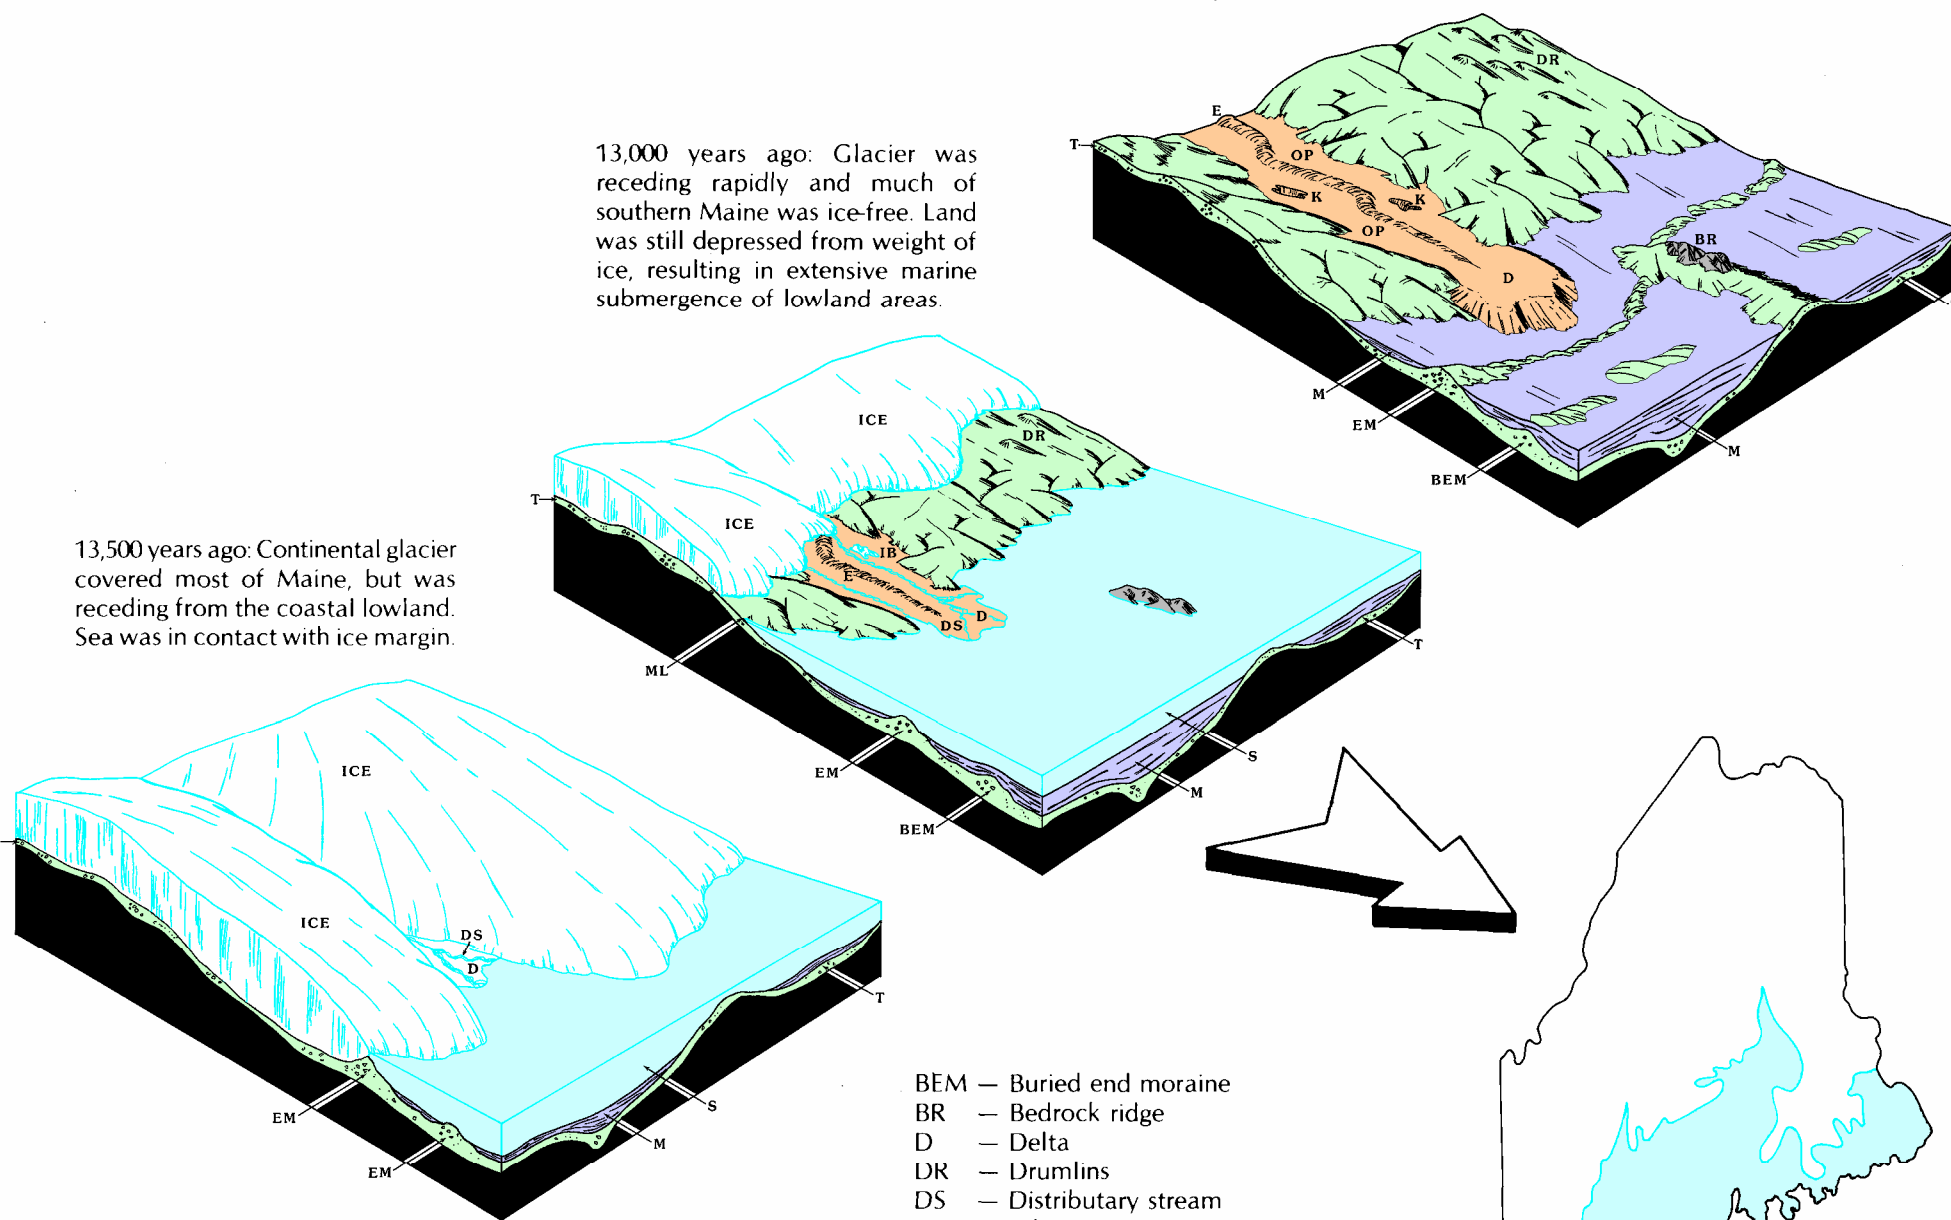 DR
E
T
OP
K
K
OP
BR
D
M
EM
M
BEM
13,000 years ago: Glacier was
receding rapidly and much of
southern Maine was ice-free. Land
was still depressed from weight of
ice, resulting in extensive marine
submergence of lowland areas.
ICE
DR
T
ICE
IB
E
D
DS
ML
T
S
EM
M
BEM
13,500 years ago: Continental glacier
covered most of Maine, but was
receding from the coastal lowland.
Sea was in contact with ice margin.
ICE
ICE
DS
D
T
S
EM
M
EM
BEM — Buried end moraine
BR — Bedrock ridge
D — Delta
DR — Drumlins
DS — Distributary stream